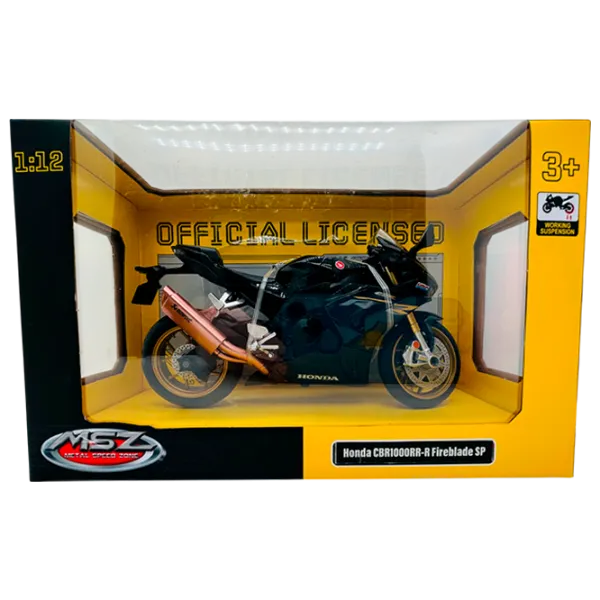 1:12
3+
WORKING
SUSPENSION
OFFICIAL LICENSED
HONDA
MSZ
METAL SPEED ZONE
Honda CBR1000RR-R Fireblade SP